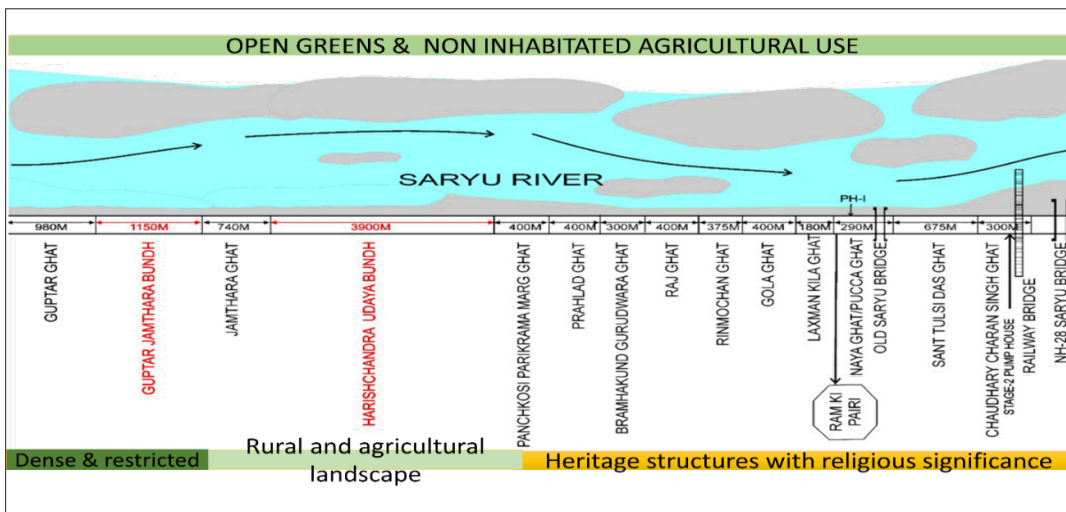 OPEN GREENS & NON INHABITATED AGRICULTURAL USE
SARYU RIVER
PH-I
980M
1150M
740M
3900M
400M
400M
300M
400M
375M
400M
180M
290M
675M
300M
GUPTAR GHAT
GUPTAR JAMTHARA BUNDH
JAMTHARA GHAT
HARISHCHANDRA UDAYA BUNDH
PANCHKOSI PARIKRAMA MARG GHAT
PRAHLAD GHAT
BRAMHAKUND GURUDWARA GHAT
RAJ GHAT
RINMOCHAN GHAT
GOLA GHAT
LAXMAN KILA GHAT
NAYA GHAT/PUCCA GHAT
OLD SARYU BRIDGE
SANT TULSI DAS GHAT
CHAUDHARY CHARAN SINGH GHAT
STAGE-2 PUMP HOUSE
RAILWAY BRIDGE
NH-28 SARYU BRIDGE
RAM KI
PAIRI
Dense & restricted
Rural and agricultural
landscape
Heritage structures with religious significance